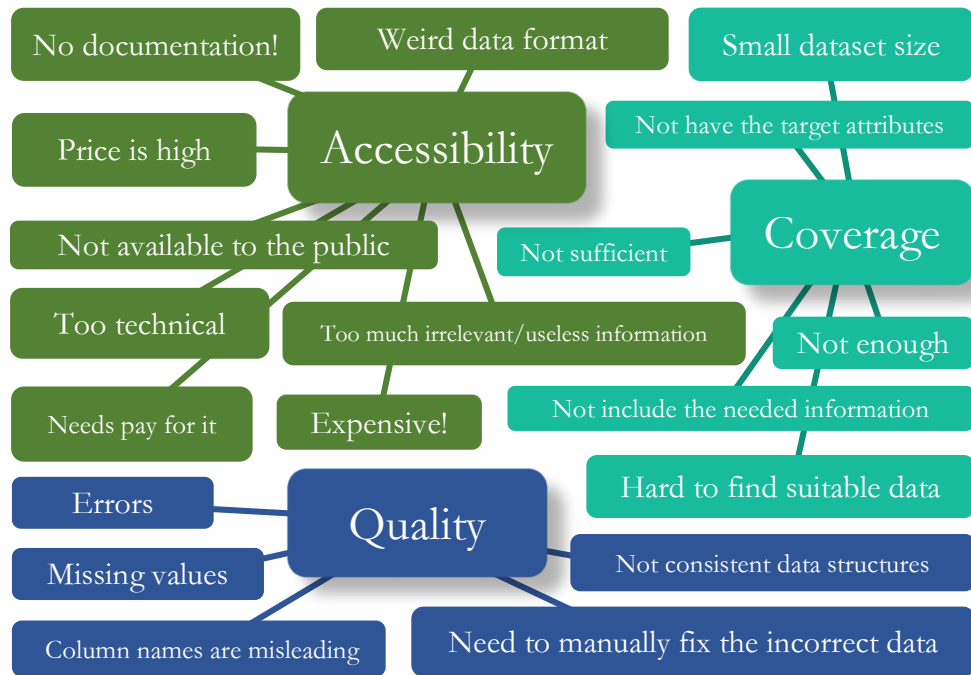 No documentation!
Weird data format
Small dataset size
Accessibility
Price is high
Not have the target attributes
Coverage
Not available to the public
Not sufficient
Too technical
Too much irrelevant/useless information
Not enough
Needs pay for it
Expensive!
Not include the needed information
Hard to find suitable data
Errors
Quality
Missing values
Not consistent data structures
Column names are misleading
Need to manually fix the incorrect data